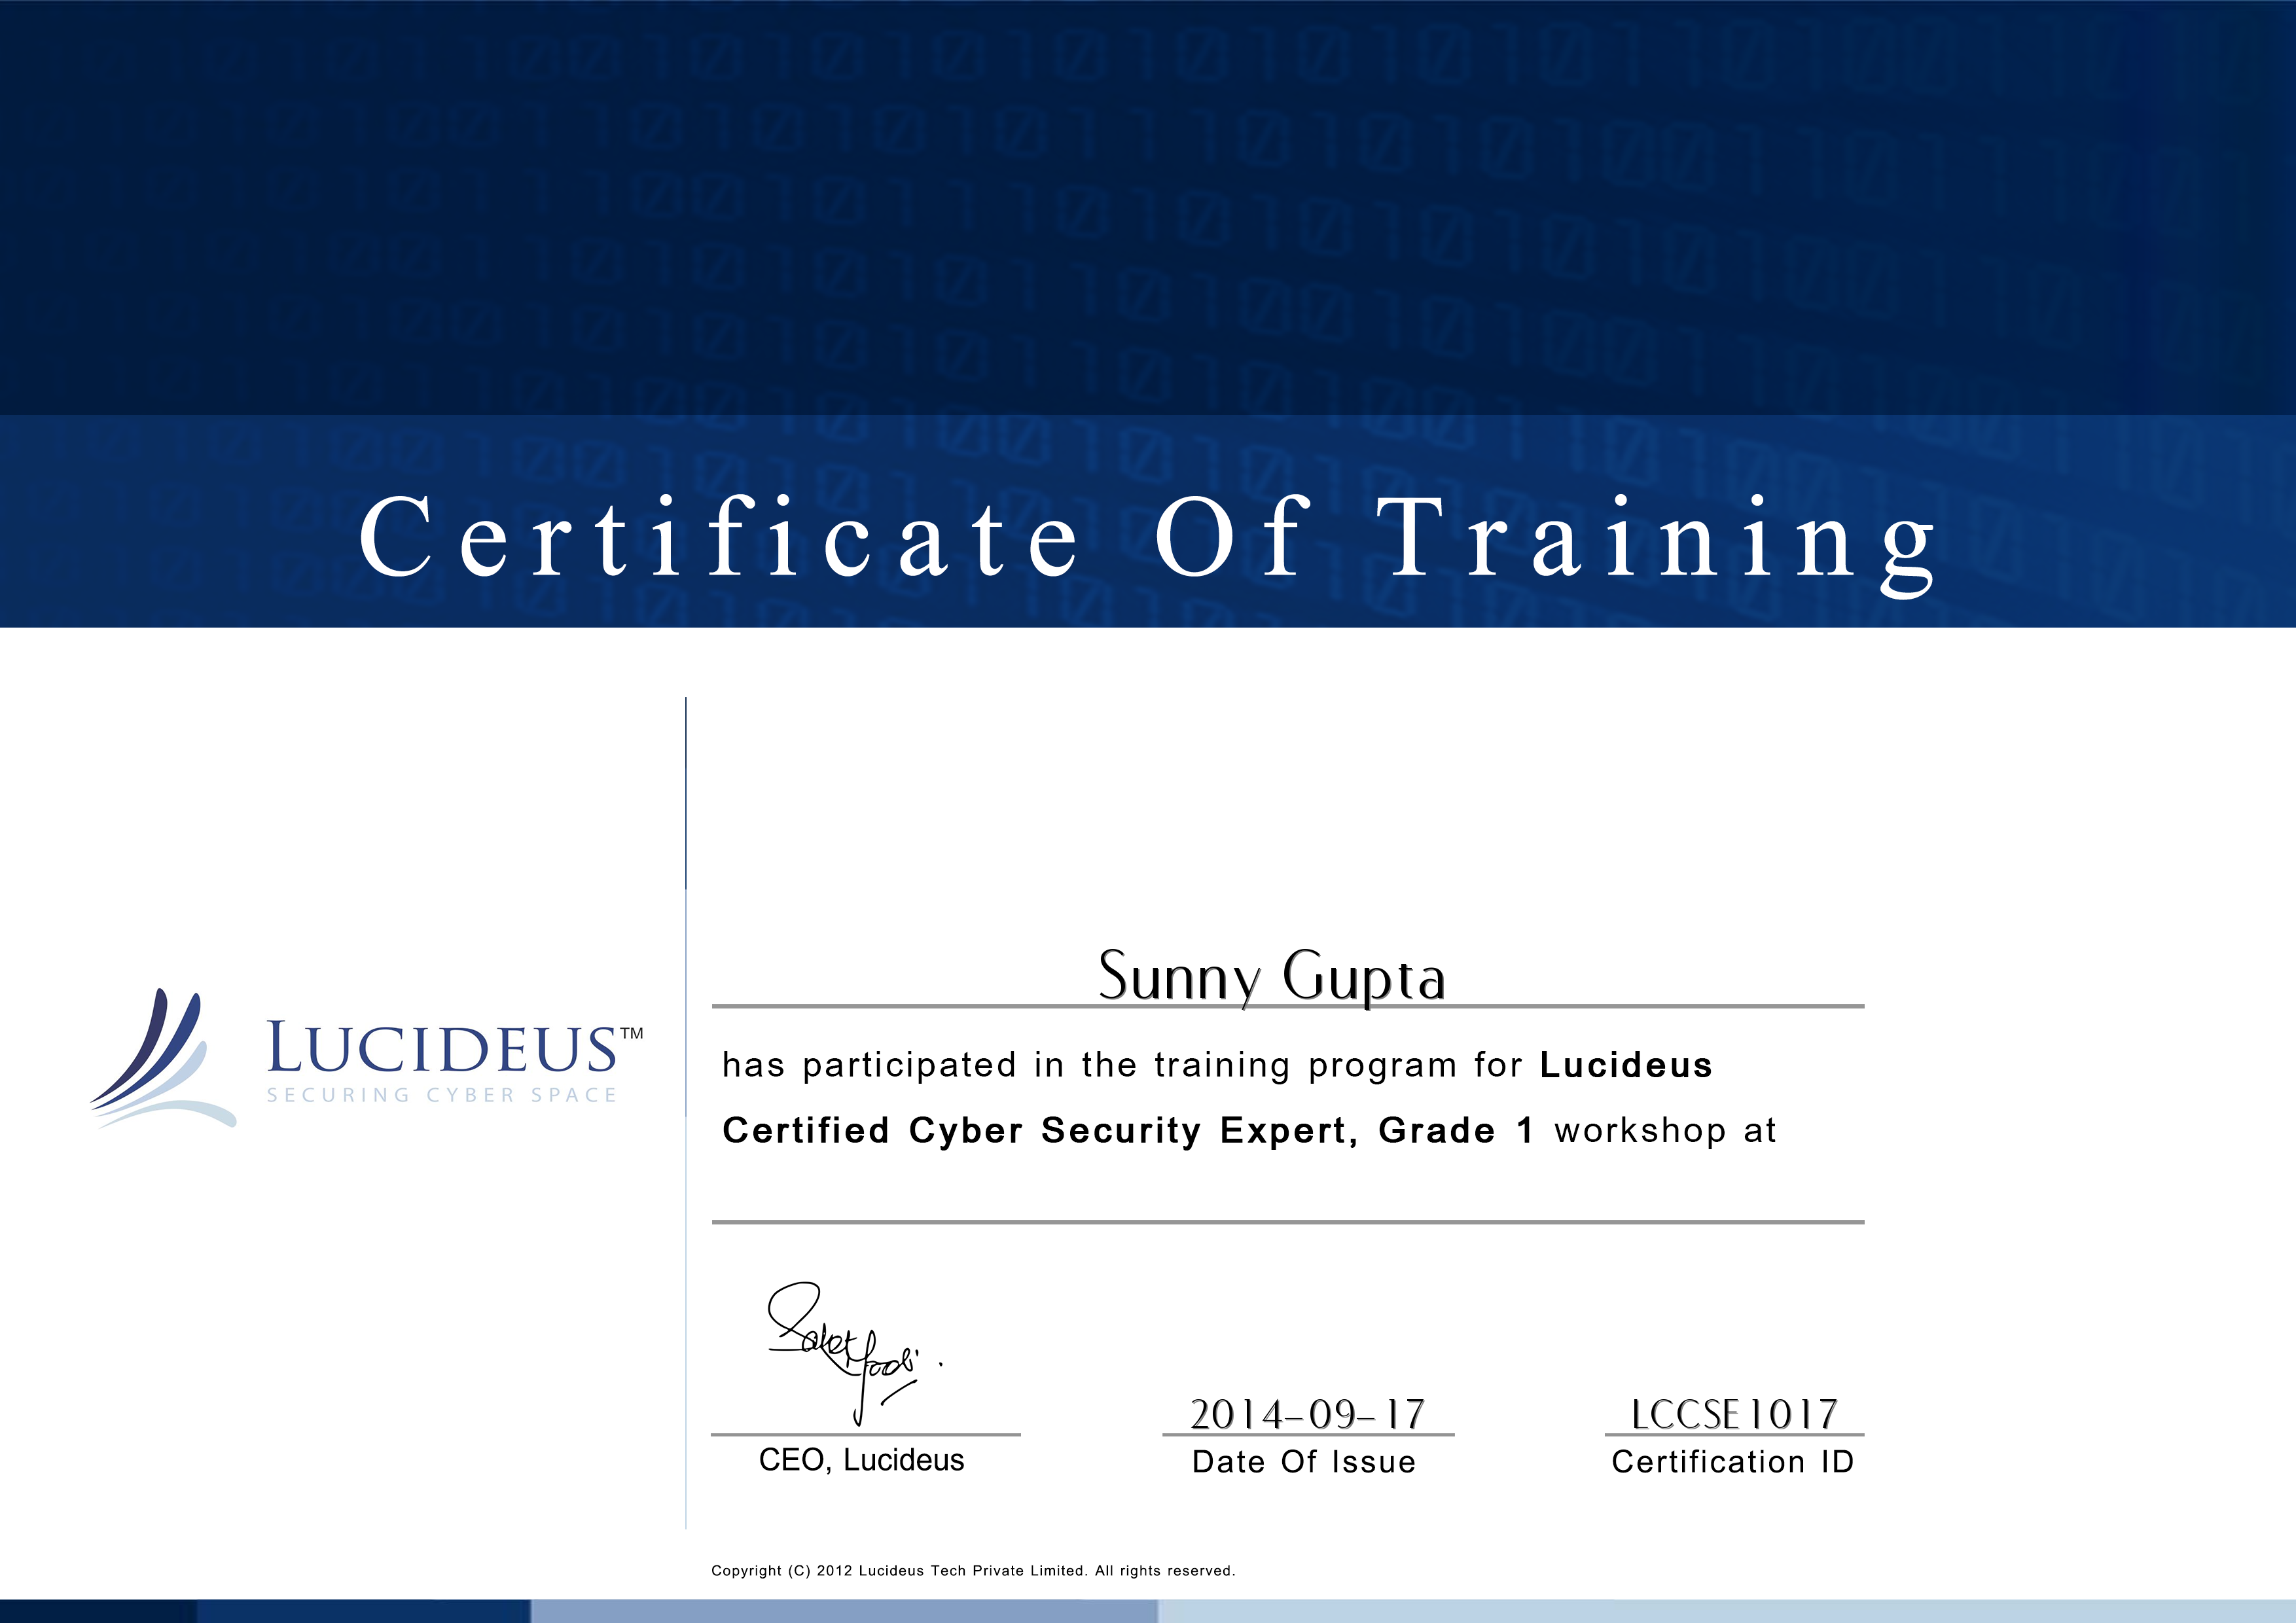 Certificate Of Training
Sunny Gupta
LUCIDEUS™
SECURING CYBER SPACE
has participated in the training program for Lucideus
Certified Cyber Security Expert, Grade 1 workshop at
2014-09-17
LCCSE1017
CEO, Lucideus
Date Of Issue
Certification ID
Copyright (C) 2012 Lucideus Tech Private Limited. All rights reserved.